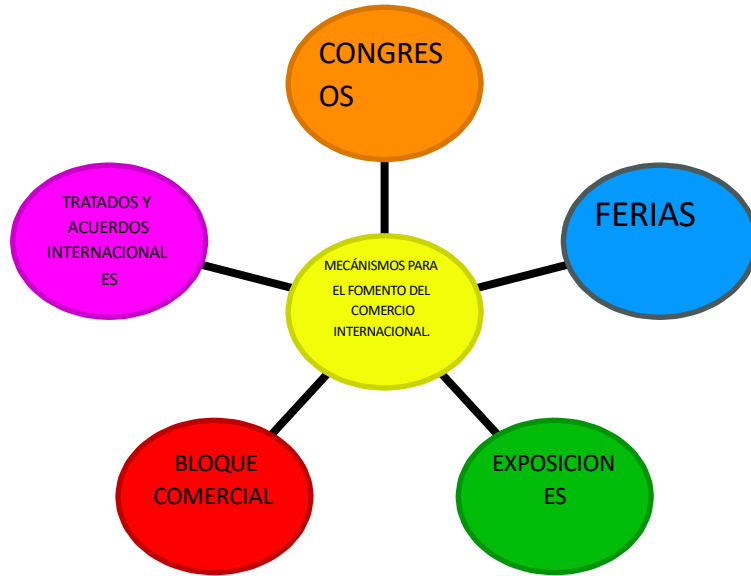 CONGRES
OS
FERIAS
TRATADOS Y
ACUERDOS
INTERNACIONAL
ES
MECÁNISMOS PARA
EL FOMENTO DEL
COMERCIO
INTERNACIONAL.
BLOQUE
COMERCIAL
EXPOSICION
ES